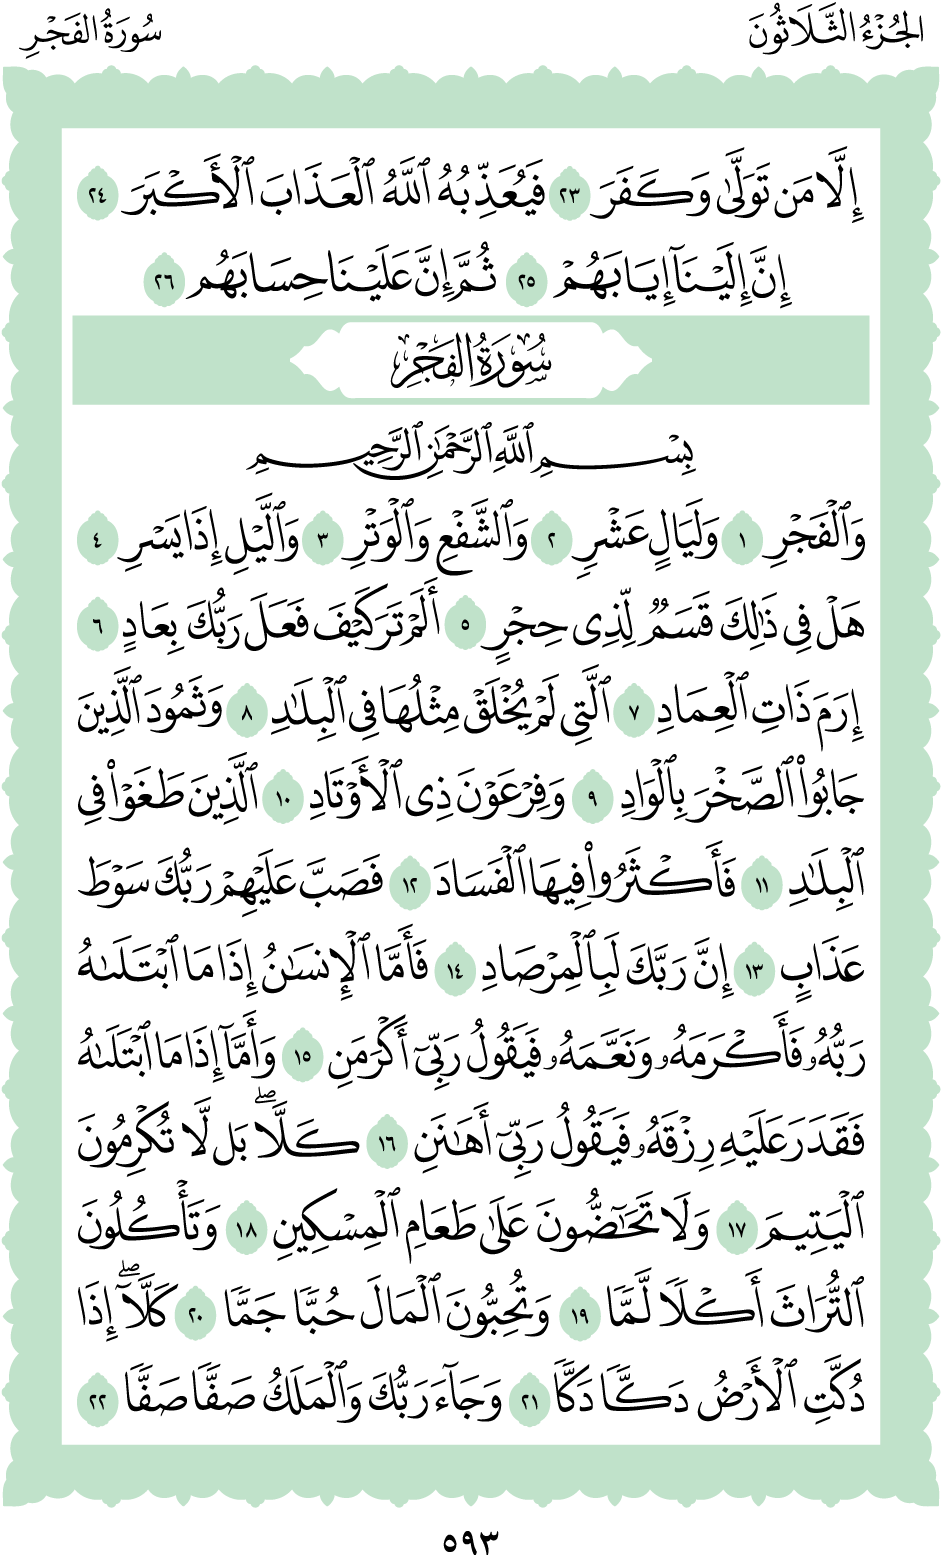 الجُزْءُ الثَّلَاثُونَ
سُورَةُ الفَجْرِ
إِلَّا مَن تَوَلَّىٰ وَكَفَرَ ٢٣ فَيُعَذِّبُهُ ٱللَّهُ ٱلْعَذَابَ ٱلْأَكْبَرَ ٢٤
إِنَّ إِلَيْنَآ إِيَابَهُمْ ٢٥ ثُمَّ إِنَّ عَلَيْنَا حِسَابَهُم ٢٦
سُورَةُ الفَجْرِ
بِسْمِ ٱللَّهِ ٱلرَّحْمَٰنِ ٱلرَّحِيمِ
وَٱلْفَجْرِ ١ وَلَيَالٍ عَشْرٍ ٢ وَٱلشَّفْعِ وَٱلْوَتْرِ ٣ وَٱلَّيْلِ إِذَا يَسْرِ ٤
هَلْ فِى ذَٰلِكَ قَسَمٌ لِّذِى حِجْرٍ ٥ أَلَمْ تَرَ كَيْفَ فَعَلَ رَبُّكَ بِعَادٍ ٦
إِرَمَ ذَاتِ ٱلْعِمَادِ ٧ ٱلَّتِى لَمْ يُخْلَقْ مِثْلُهَا فِى ٱلْبِلَٰدِ ٨ وَثَمُودَ ٱلَّذِينَ
جَابُوا۟ ٱلصَّخْرَ بِٱلْوَادِ ٩ وَفِرْعَوْنَ ذِى ٱلْأَوْتَادِ ١٠ ٱلَّذِينَ طَغَوْا۟ فِى
ٱلْبِلَٰدِ ١١ فَأَكْثَرُوا۟ فِيهَا ٱلْفَسَادَ ١٢ فَصَبَّ عَلَيْهِمْ رَبُّكَ سَوْطَ
عَذَابٍ ١٣ إِنَّ رَبَّكَ لَبِٱلْمِرْصَادِ ١٤ فَأَمَّا ٱلْإِنسَٰنُ إِذَا مَا ٱبْتَلَىٰهُ
رَبُّهُۥ فَأَكْرَمَهُۥ وَنَعَّمَهُۥ فَيَقُولُ رَبِّىٓ أَكْرَمَنِ ١٥ وَأَمَّآ إِذَا مَا ٱبْتَلَىٰهُ
فَقَدَرَ عَلَيْهِ رِزْقَهُۥ فَيَقُولُ رَبِّىٓ أَهَٰنَنِ ١٦ كَلَّا ۖ بَل لَّا تُكْرِمُونَ
ٱلْيَتِيمَ ١٧ وَلَا تَحَٰٓضُّونَ عَلَىٰ طَعَامِ ٱلْمِسْكِينِ ١٨ وَتَأْكُلُونَ
ٱلتُّرَاثَ أَكْلًا لَّمًّا ١٩ وَتُحِبُّونَ ٱلْمَالَ حُبًّا جَمًّا ٢٠ كَلَّآ ۖ إِذَا
دُكَّتِ ٱلْأَرْضُ دَكًّا دَكًّا ٢١ وَجَآءَ رَبُّكَ وَٱلْمَلَكُ صَفًّا صَفًّا ٢٢
٥٩٣